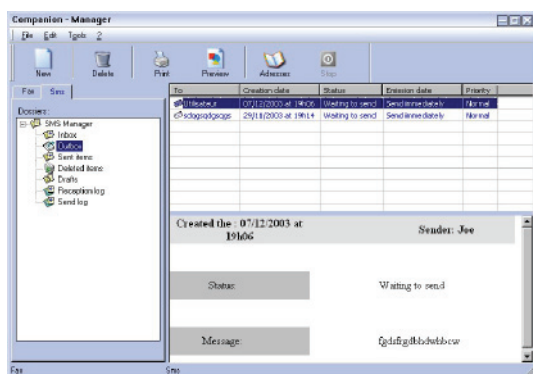 Companion - Manager
File Edit Tools 2
New Delete Print Preview Adresses Stop
Fax Sms
To Creation date Status Emission date Priority
Utilisateur 07/12/2003 at 19h06 Waiting to send Send immediately Normal
29/11/2003 at 19h14 Waiting to send Send immediately Normal
Dossiers:
SMS Manager
Inbox
Outbox
Sent items
Deleted items
Drafts
Reception log
Send log
Created the : 07/12/2003 at
19h06
Sender: Joe
Status: Waiting to send
Message:
Fax Sms